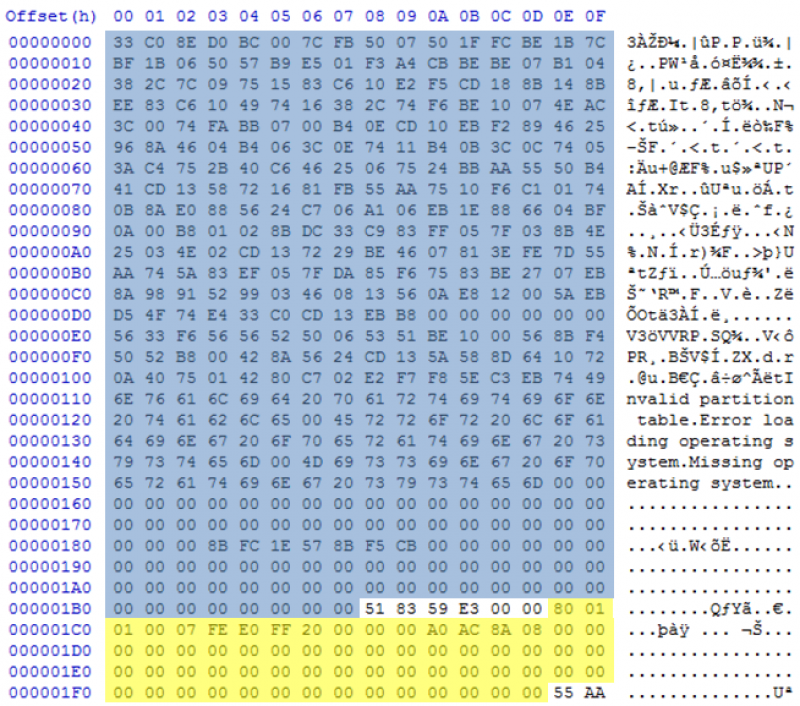 Offset(h) 00 01 02 03 04 05 06 07 08 09 0A 0B 0C 0D 0E 0F
00000000 33 C0 8E D0 BC 00 7C FB 50 07 50 1F FC BE 1B 7C 3ÀŽÐ¼.|ûP.P.ü¾.|
00000010 BF 1B 06 50 57 B9 E5 01 F3 A4 CB BE BE 07 B1 04 ¿..PW¹å.ó¤Ë¾¾.±.
00000020 38 2C 7C 09 75 15 83 C6 10 E2 F5 CD 18 8B 14 8B 8,|.u.ƒÆ.âõÍ.‹.‹
00000030 EE 83 C6 10 49 74 16 38 2C 74 F6 BE 10 07 4E AC îƒÆ.It.8,tö¾..N¬
00000040 3C 00 74 FA BB 07 00 B4 0E CD 10 EB F2 89 46 25 <.tú»..´.Í.ëò‰F%
00000050 96 8A 46 04 B4 06 3C 0E 74 11 B4 0B 3C 0C 74 05 –ŠF.´.<.t.´.<.t.
00000060 3A C4 75 2B 40 C6 46 25 06 75 24 BB AA 55 50 B4 :Äu+@ÆF%.u$»ªUP´
00000070 41 CD 13 58 72 16 81 FB 55 AA 75 10 F6 C1 01 74 AÍ.Xr..ûUªu.öÁ.t
00000080 0B 8A E0 88 56 24 C7 06 A1 06 EB 1E 88 66 04 BF .ŠàˆV$Ç.¡.ë.ˆf.¿
00000090 0A 00 B8 01 02 8B DC 33 C9 83 FF 05 7F 03 8B 4E ..¸..‹Ü3Éƒÿ...‹N
000000A0 25 03 4E 02 CD 13 72 29 BE 46 07 81 3E FE 7D 55 %.N.Í.r)¾F..>þ}U
000000B0 AA 74 5A 83 EF 05 7F DA 85 F6 75 83 BE 27 07 EB ªtZƒï..Ú…öuƒ¾'.ë
000000C0 8A 98 91 52 99 03 46 08 13 56 0A E8 12 00 5A EB Š˜‘R™.F..V.è..Zë
000000D0 D5 4F 74 E4 33 C0 CD 13 EB B8 00 00 00 00 00 00 ÕOtä3ÀÍ.ë¸......
000000E0 56 33 F6 56 56 52 50 06 53 51 BE 10 00 56 8B F4 V3öVVRP.SQ¾..V‹ô
000000F0 50 52 B8 00 42 8A 56 24 CD 13 5A 58 8D 64 10 72 PR¸.BŠV$Í.ZX.d.r
00000100 0A 40 75 01 42 80 C7 02 E2 F7 F8 5E C3 EB 74 49 .@u.B€Ç.â÷ø^ÃëtI
00000110 6E 76 61 6C 69 64 20 70 61 72 74 69 74 69 6F 6E nvalid partition
00000120 20 74 61 62 6C 65 00 45 72 72 6F 72 20 6C 6F 61 table.Error loa
00000130 64 69 6E 67 20 6F 70 65 72 61 74 69 6E 67 20 73 ding operating s
00000140 79 73 74 65 6D 00 4D 69 73 73 69 6E 67 20 6F 70 ystem.Missing op
00000150 65 72 61 74 69 6E 67 20 73 79 73 74 65 6D 00 00 erating system..
00000160 00 00 00 00 00 00 00 00 00 00 00 00 00 00 00 00 ................
00000170 00 00 00 00 00 00 00 00 00 00 00 00 00 00 00 00 ................
00000180 00 00 00 8B FC 1E 57 8B F5 CB 00 00 00 00 00 00 ...‹ü.W‹õË......
00000190 00 00 00 00 00 00 00 00 00 00 00 00 00 00 00 00 ................
000001A0 00 00 00 00 00 00 00 00 00 00 00 00 00 00 00 00 ................
000001B0 00 00 00 00 00 00 00 00 51 83 59 E3 00 00 80 01 ........QƒYã..€.
000001C0 01 00 07 FE E0 FF 20 00 00 00 A0 AC 8A 08 00 00 ...þàÿ ... ¬Š...
000001D0 00 00 00 00 00 00 00 00 00 00 00 00 00 00 00 00 ................
000001E0 00 00 00 00 00 00 00 00 00 00 00 00 00 00 00 00 ................
000001F0 00 00 00 00 00 00 00 00 00 00 00 00 00 00 55 AA ..............Uª